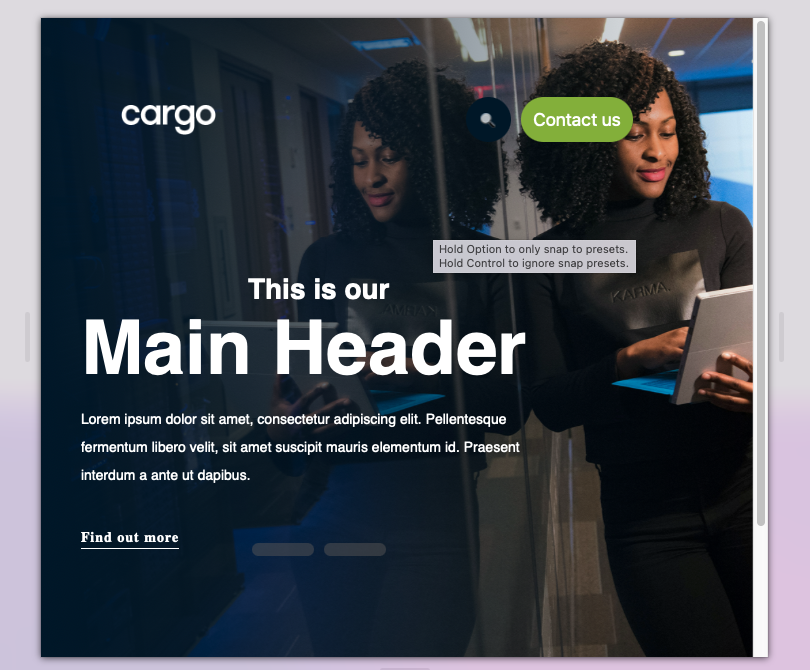 cargo
Contact us
Hold Option to only snap to presets.
Hold Control to ignore snap presets.
This is our
KARMA.
Main Header
Lorem ipsum dolor sit amet, consectetur adipiscing elit. Pellentesque
fermentum libero velit, sit amet suscipit mauris elementum id. Praesent
interdum a ante ut dapibus.
Find out more